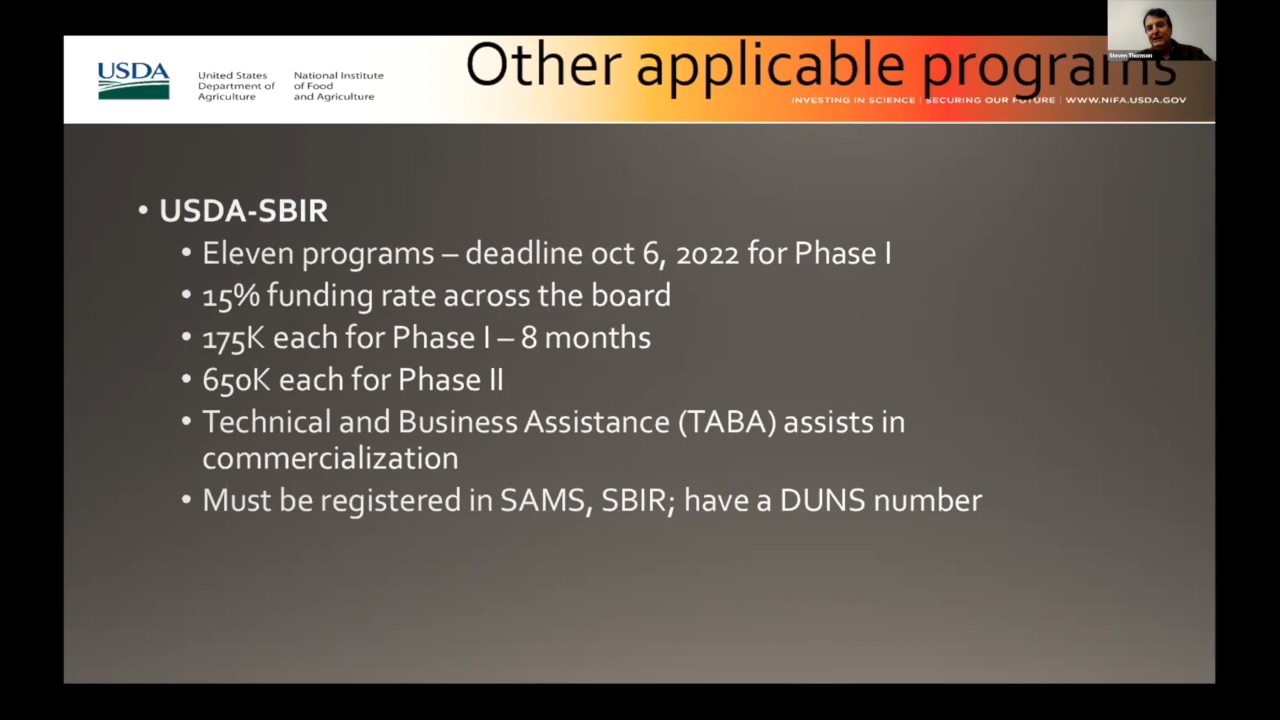 Other applicable programs
USDA
United States
Department of
Agriculture
National Institute
of Food
and Agriculture
INVESTING IN SCIENCE | SECURING OUR FUTURE | WWW.NIFA.USDA.GOV
Steven Thomson
• USDA-SBIR
• Eleven programs – deadline oct 6, 2022 for Phase I
• 15% funding rate across the board
• 175K each for Phase I – 8 months
• 650K each for Phase II
• Technical and Business Assistance (TABA) assists in
commercialization
• Must be registered in SAMS, SBIR; have a DUNS number